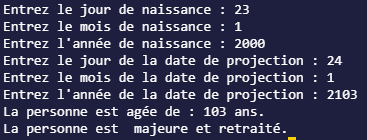 Entrez le jour de naissance : 23
Entrez le mois de naissance : 1
Entrez l'année de naissance : 2000
Entrez le jour de la date de projection : 24
Entrez le mois de la date de projection : 1
Entrez l'année de la date de projection : 2103
La personne est agée de : 103 ans.
La personne est  majeure et retraité.